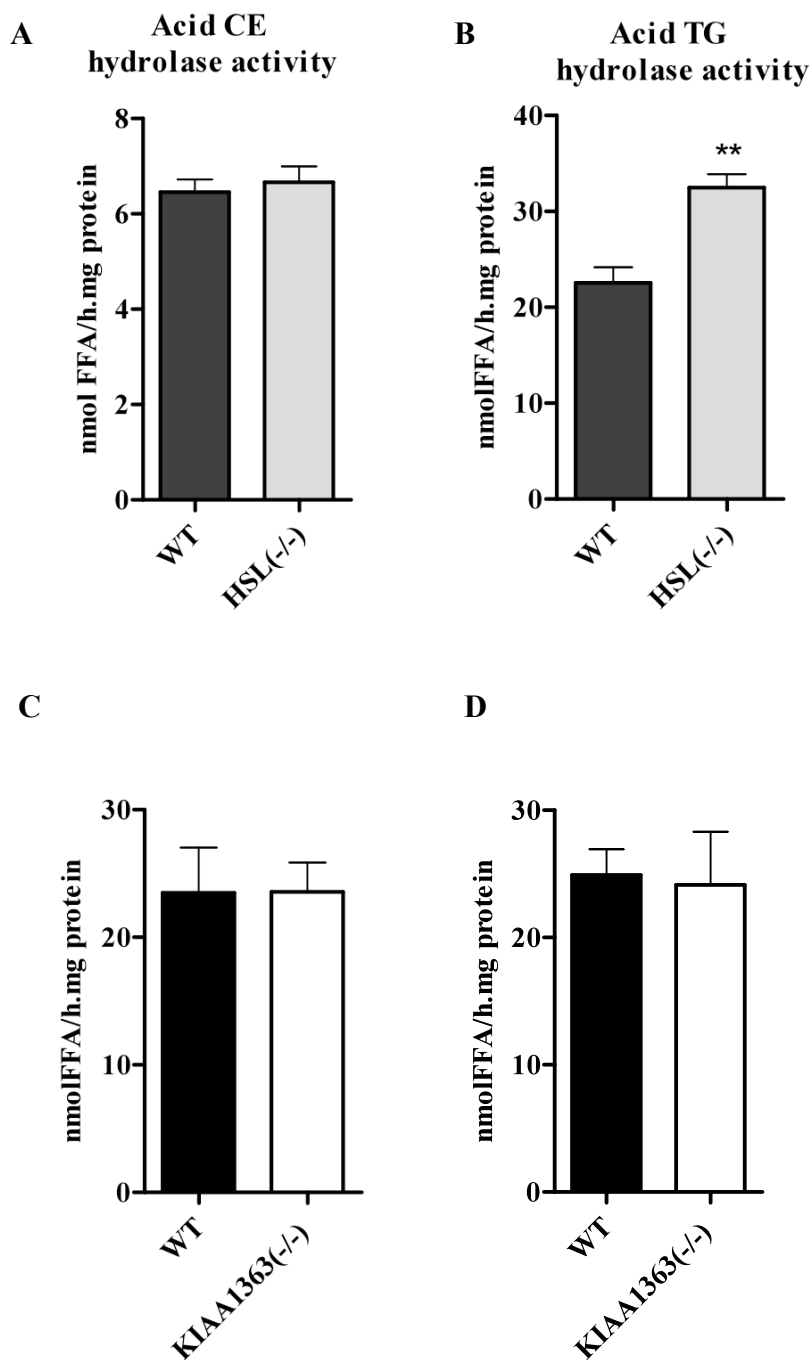 A
Acid CE
hydrolase activity
nmol FFA/h.mg protein
8
6
4
2
0
WT
HSL(-/-)
B
Acid TG
hydrolase activity
**
nmolFFA/h.mg protein
40
30
20
10
0
WT
HSL(-/-)
C
nmolFFA/h.mg protein
30
20
10
0
WT
KIAA1363(-/-)
D
nmolFFA/h.mg protein
30
20
10
0
WT
KIAA1363(-/-)